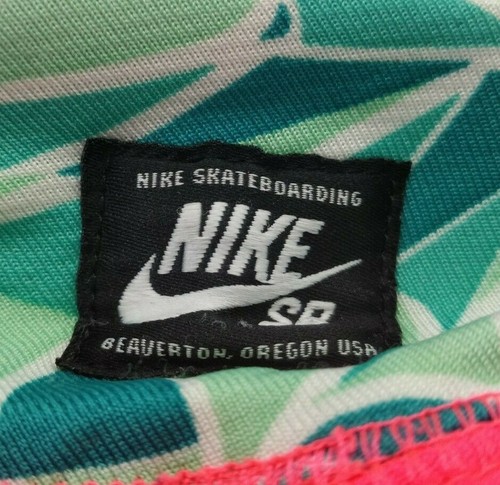 NIKE SKATEBOARDING
NIKE
SB
BEAVERTON, OREGON USA